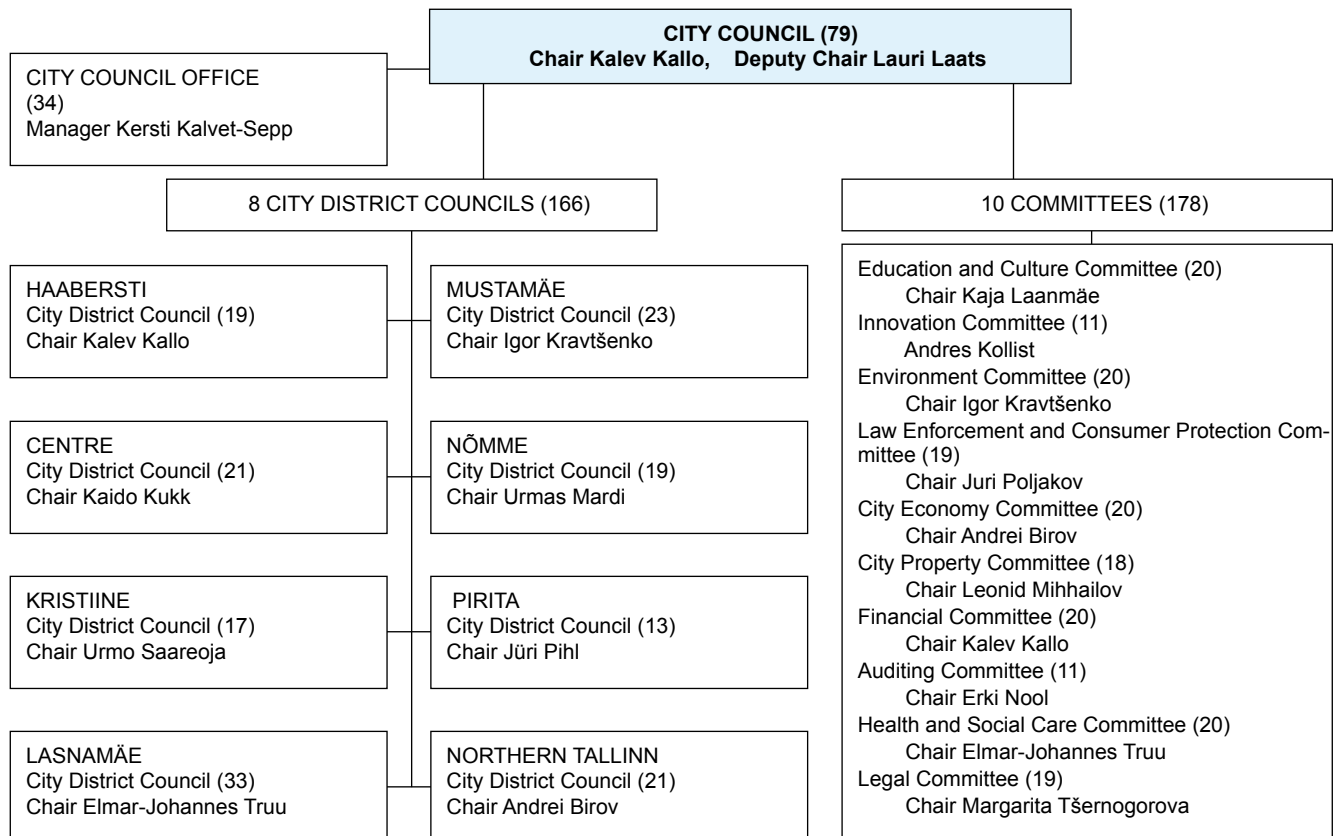 CITY COUNCIL (79)
Chair Kalev Kallo, Deputy Chair Lauri Laats
CITY COUNCIL OFFICE
(34)
Manager Kersti Kalvet-Sepp
8 CITY DISTRICT COUNCILS (166)
HAABERSTI
City District Council (19)
Chair Kalev Kallo
MUSTAMÄE
City District Council (23)
Chair Igor Kravtšenko
CENTRE
City District Council (21)
Chair Kaido Kukk
NÕMME
City District Council (19)
Chair Urmas Mardi
KRISTIINE
City District Council (17)
Chair Urmo Saareoja
PIRITA
City District Council (13)
Chair Jüri Pihl
LASNAMÄE
City District Council (33)
Chair Elmar-Johannes Truu
NORTHERN TALLINN
City District Council (21)
Chair Andrei Birov
10 COMMITTEES (178)
Education and Culture Committee (20)
Chair Kaja Laanmäe
Innovation Committee (11)
Andres Kollist
Environment Committee (20)
Chair Igor Kravtšenko
Law Enforcement and Consumer Protection Com-
mittee (19)
Chair Juri Poljakov
City Economy Committee (20)
Chair Andrei Birov
City Property Committee (18)
Chair Leonid Mihhailov
Financial Committee (20)
Chair Kalev Kallo
Auditing Committee (11)
Chair Erki Nool
Health and Social Care Committee (20)
Chair Elmar-Johannes Truu
Legal Committee (19)
Chair Margarita Tšernogorova